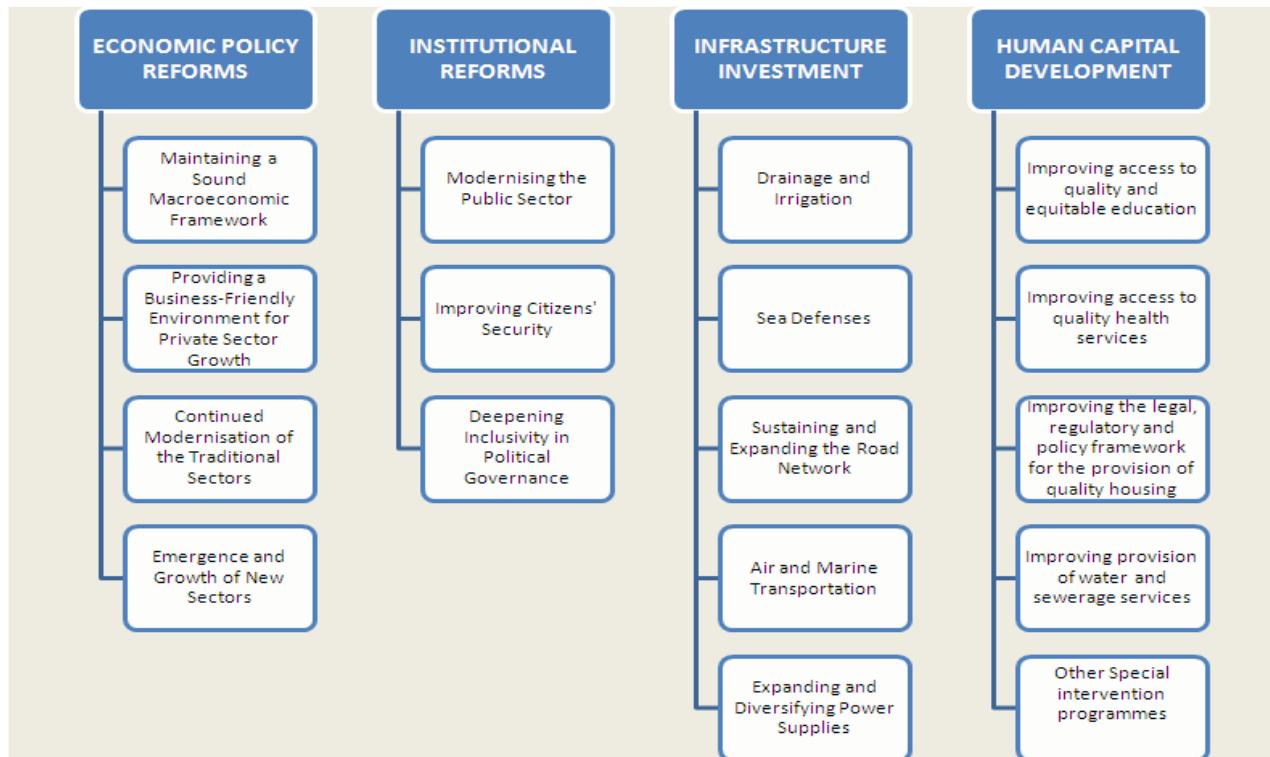 ECONOMIC POLICY
REFORMS
Maintaining a
Sound
Macroeconomic
Framework
Providing a
Business-Friendly
Environment for
Private Sector
Growth
Continued
Modernisation of
the Traditional
Sectors
Emergence and
Growth of New
Sectors
INSTITUTIONAL
REFORMS
Modernising the
Public Sector
Improving Citizens'
Security
Deepening
Inclusivity in
Political
Governance
INFRASTRUCTURE
INVESTMENT
Drainage and
Irrigation
Sea Defenses
Sustaining and
Expanding the Road
Network
Air and Marine
Transportation
Expanding and
Diversifying Power
Supplies
HUMAN CAPITAL
DEVELOPMENT
Improving access to
quality and
equitable education
Improving access to
quality health
services
Improving the legal,
regulatory and
policy framework
for the provision of
quality housing
Improving provision
of water and
sewerage services
Other Special
intervention
programmes